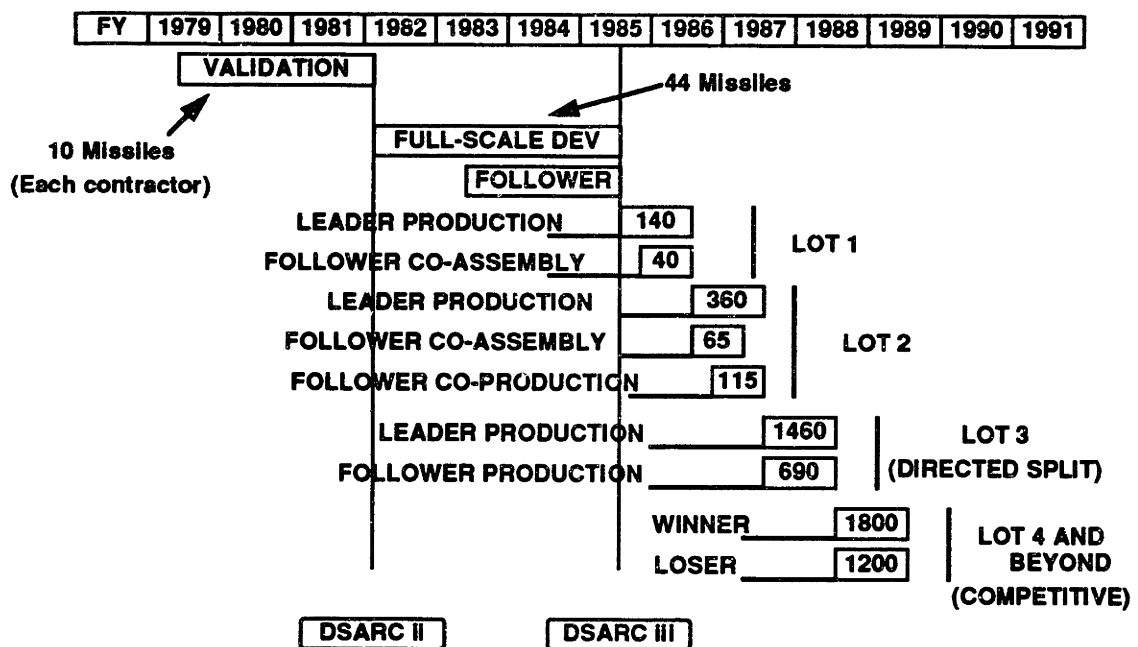 FY 1979 1980 1981 1982 1983 1984 1985 1986 1987 1988 1989 1990 1991
VALIDATION
44 Missiles
10 Missiles
(Each contractor)
FULL-SCALE DEV
FOLLOWER
LEADER PRODUCTION 140
FOLLOWER CO-ASSEMBLY 40
LOT 1
LEADER PRODUCTION 360
FOLLOWER CO-ASSEMBLY 65
FOLLOWER CO-PRODUCTION 115
LOT 2
LEADER PRODUCTION 1460
FOLLOWER PRODUCTION 690
LOT 3
(DIRECTED SPLIT)
WINNER 1800
LOSER 1200
LOT 4 AND
BEYOND
(COMPETITIVE)
DSARC II
DSARC III